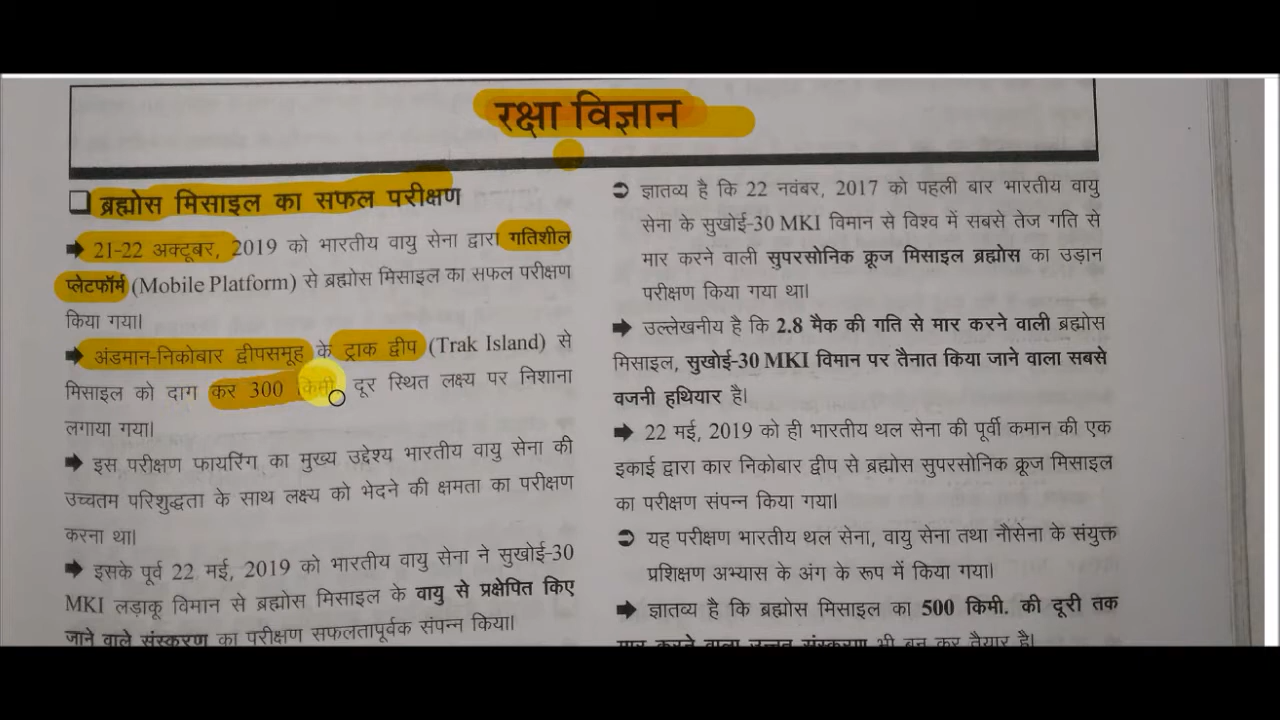 रक्षा विज्ञान
❑ ब्रह्मोस मिसाइल का सफल परीक्षण
➡ 21-22 अक्टूबर, 2019 को भारतीय वायु सेना द्वारा गतिशील
प्लेटफॉर्म (Mobile Platform) से ब्रह्मोस मिसाइल का सफल परीक्षण
किया गया।
➡ अंडमान-निकोबार द्वीपसमूह के ट्राक द्वीप (Trak Island) से
मिसाइल को दाग कर 300 किमी. दूर स्थित लक्ष्य पर निशाना
लगाया गया।
➡ इस परीक्षण फायरिंग का मुख्य उद्देश्य भारतीय वायु सेना की
उच्चतम परिशुद्धता के साथ लक्ष्य को भेदने की क्षमता का परीक्षण
करना था।
➡ इसके पूर्व 22 मई, 2019 को भारतीय वायु सेना ने सुखोई-30
MKI लड़ाकू विमान से ब्रह्मोस मिसाइल के वायु से प्रक्षेपित किए
जाने वाले संस्करण का परीक्षण सफलतापूर्वक संपन्न किया।
➲ ज्ञातव्य है कि 22 नवंबर, 2017 को पहली बार भारतीय वायु
सेना के सुखोई-30 MKI विमान से विश्व में सबसे तेज गति से
मार करने वाली सुपरसोनिक क्रूज मिसाइल ब्रह्मोस का उड़ान
परीक्षण किया गया था।
➡ उल्लेखनीय है कि 2.8 मैक की गति से मार करने वाली ब्रह्मोस
मिसाइल, सुखोई-30 MKI विमान पर तैनात किया जाने वाला सबसे
वजनी हथियार है।
➡ 22 मई, 2019 को ही भारतीय थल सेना की पूर्वी कमान की एक
इकाई द्वारा कार निकोबार द्वीप से ब्रह्मोस सुपरसोनिक क्रूज मिसाइल
का परीक्षण संपन्न किया गया।
➲ यह परीक्षण भारतीय थल सेना, वायु सेना तथा नौसेना के संयुक्त
प्रशिक्षण अभ्यास के अंग के रूप में किया गया।
➡ ज्ञातव्य है कि ब्रह्मोस मिसाइल का 500 किमी. की दूरी तक
मार करने वाला उन्नत संस्करण भी बन कर तैयार है।